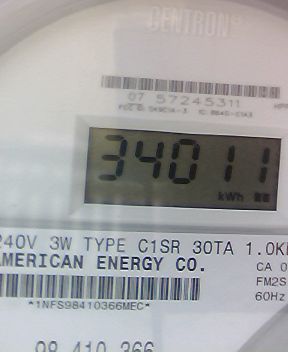 CENTRON®
07 57245311
34011
kWh
240V 3W TYPE C1SR 30TA 1.0K
AMERICAN ENERGY CO.
CA 0
FM2S
*1NFS98410366MEC*
60Hz
98 410 366